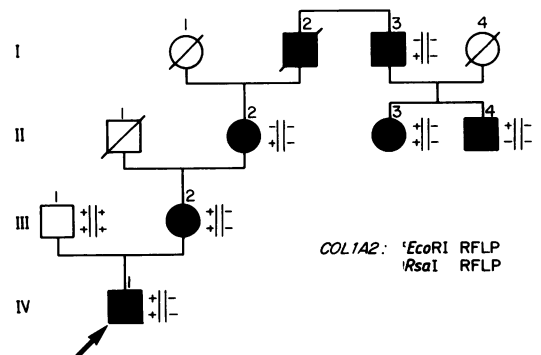 1 2 3 4
I
1 2 3 4
II
1 2
III
COL1A2: EcoRI RFLP
RsaI RFLP
1
IV